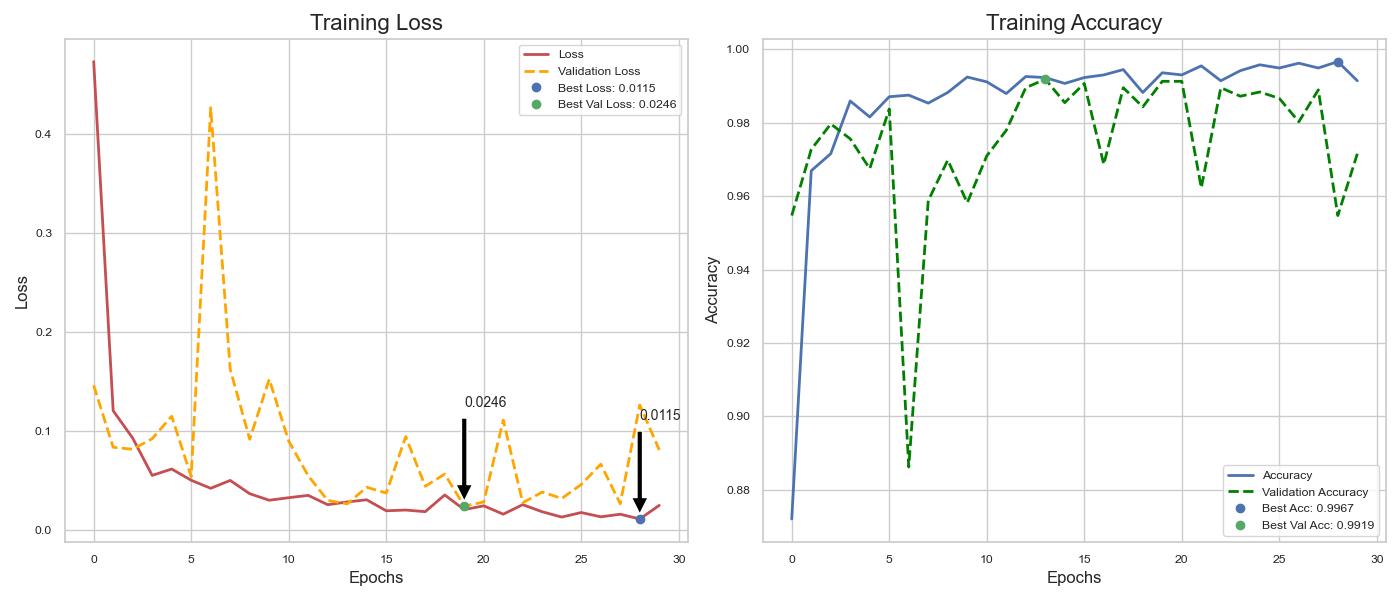 Training Loss
Loss
Validation Loss
Best Loss: 0.0115
Best Val Loss: 0.0246
0.4
0.3
0.2
0.1
0.0
Loss
0.0246
0.0115
0
5
10
15
20
25
30
Epochs
Training Accuracy
1.00
0.98
0.96
0.94
0.92
0.90
0.88
Accuracy
Accuracy
Validation Accuracy
Best Acc: 0.9967
Best Val Acc: 0.9919
0
5
10
15
20
25
30
Epochs